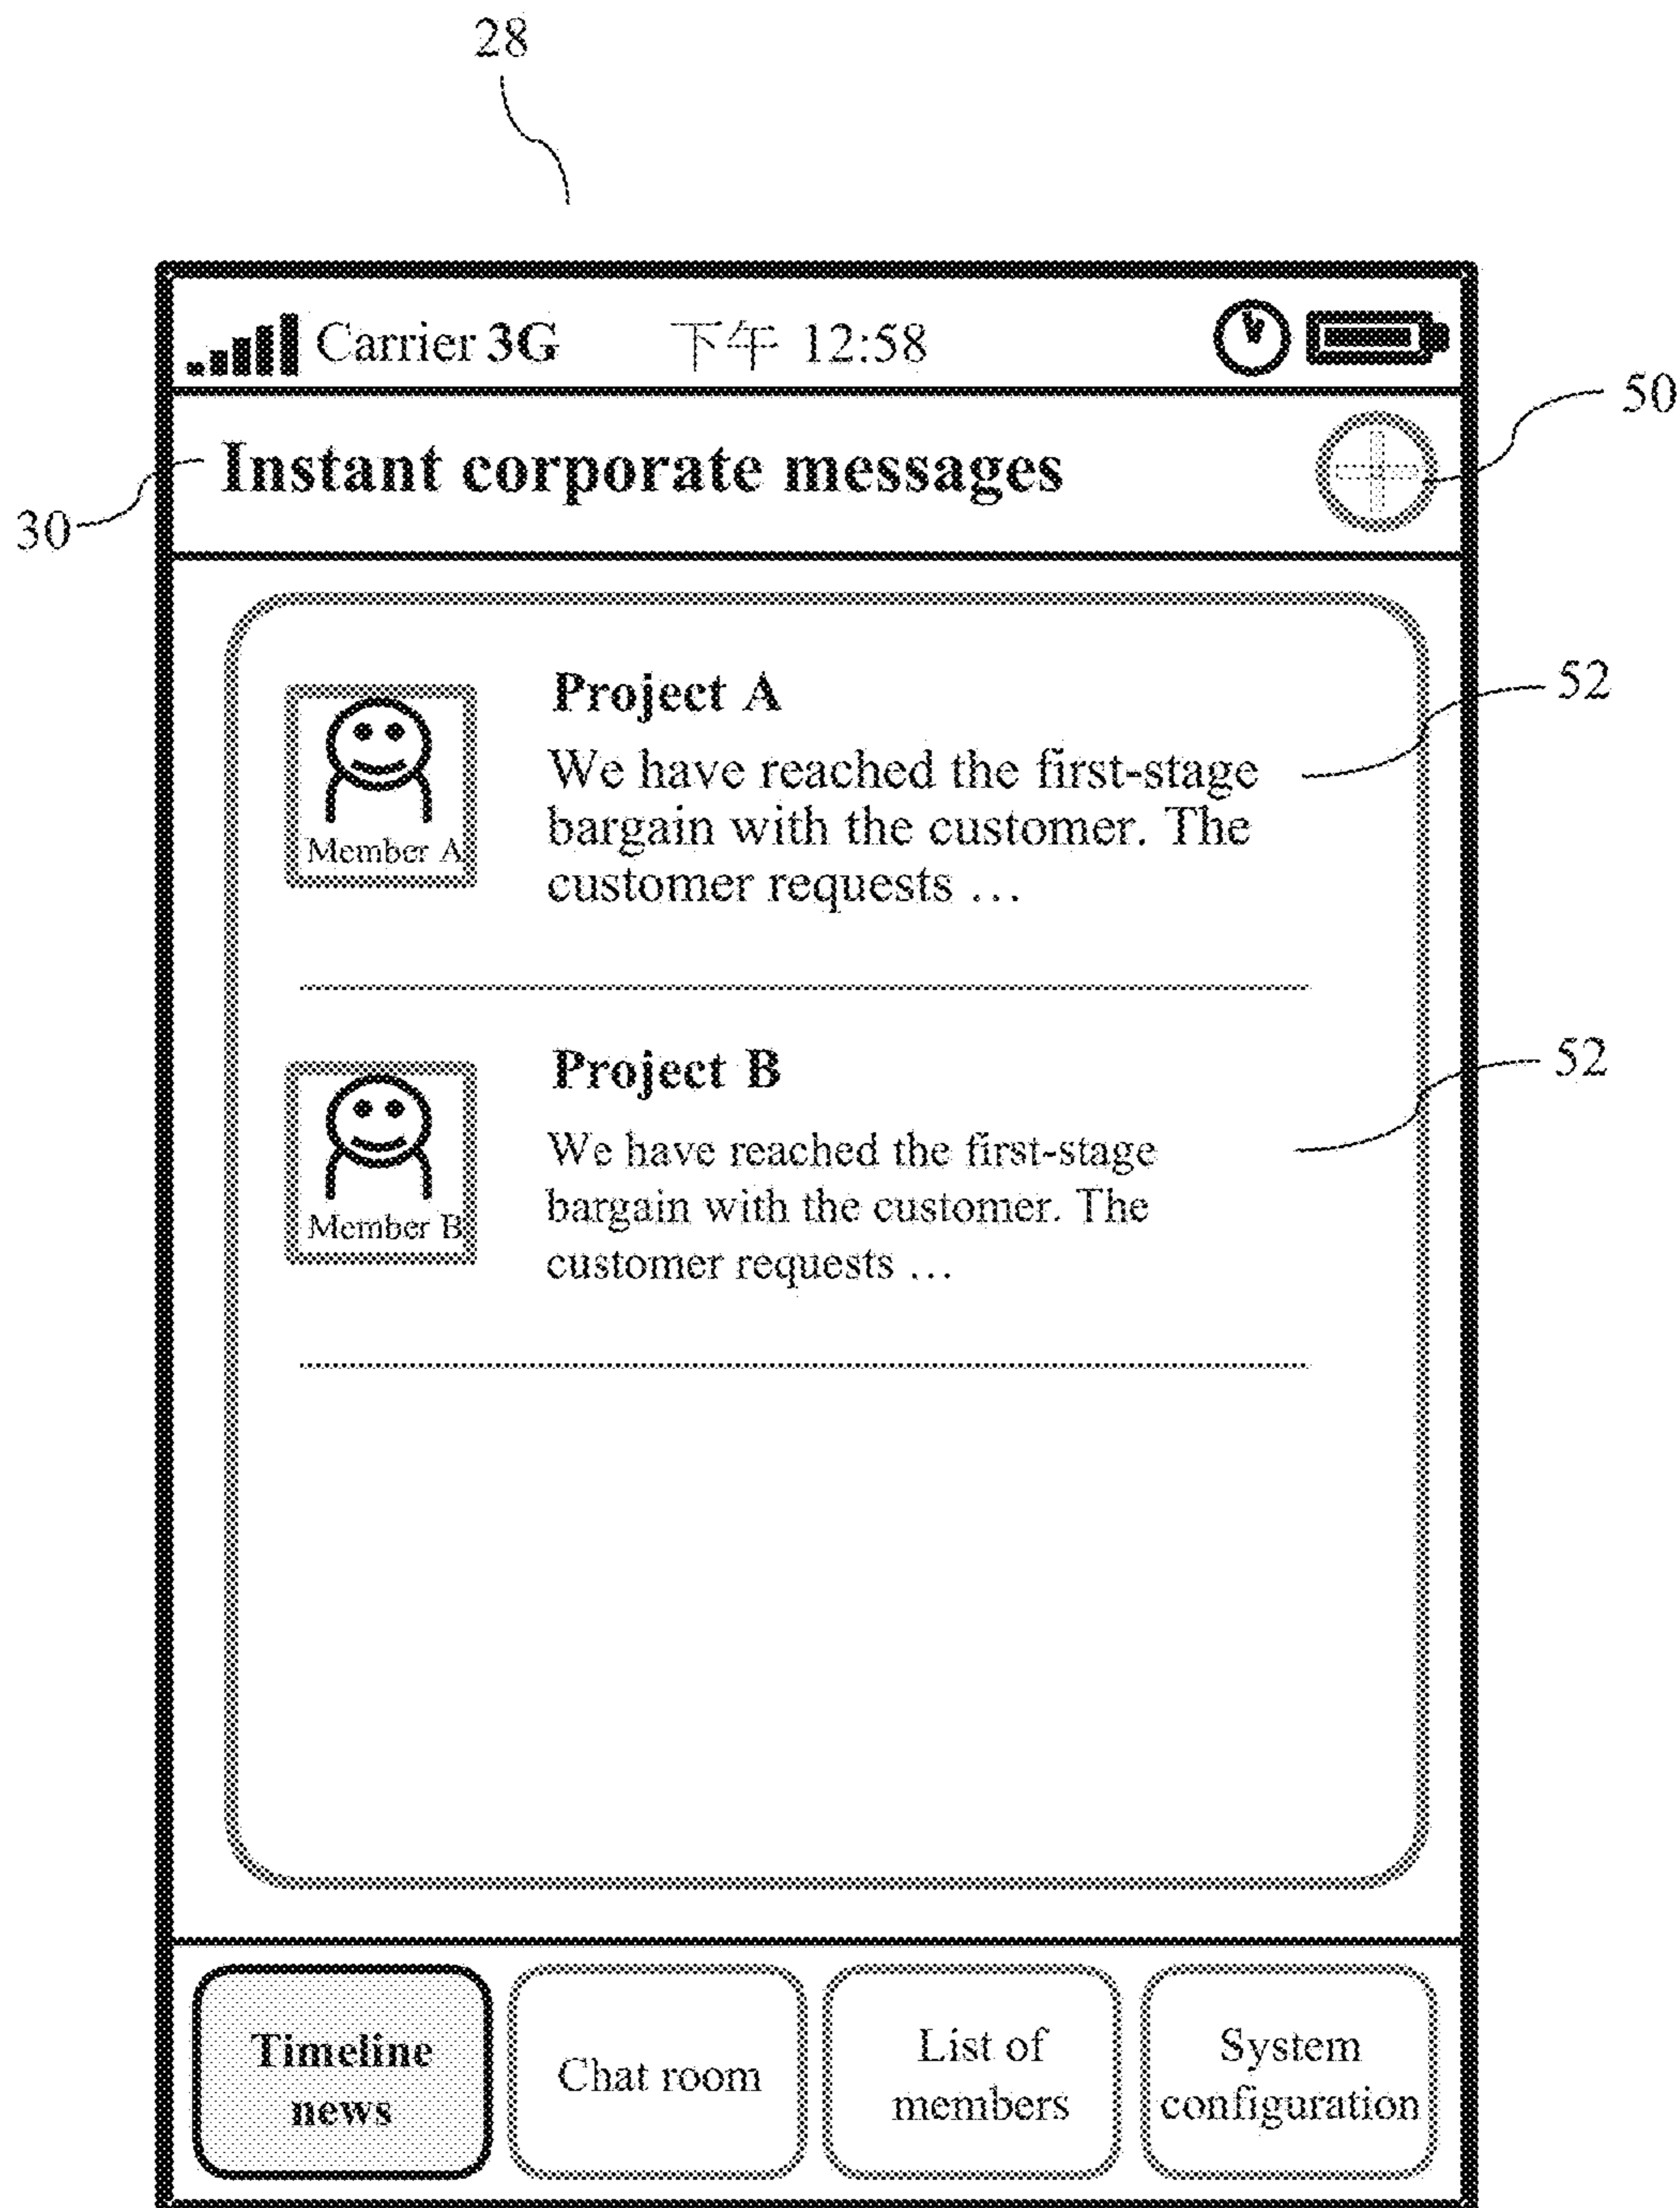 28
Carrier 3G 下午 12:58
50
Instant corporate messages
30
Project A
52
We have reached the first-stage
bargain with the customer. The
customer requests ...
Member A
Project B
52
We have reached the first-stage
bargain with the customer. The
customer requests ...
Member B
Timeline
news
Chat room
List of
members
System
configuration